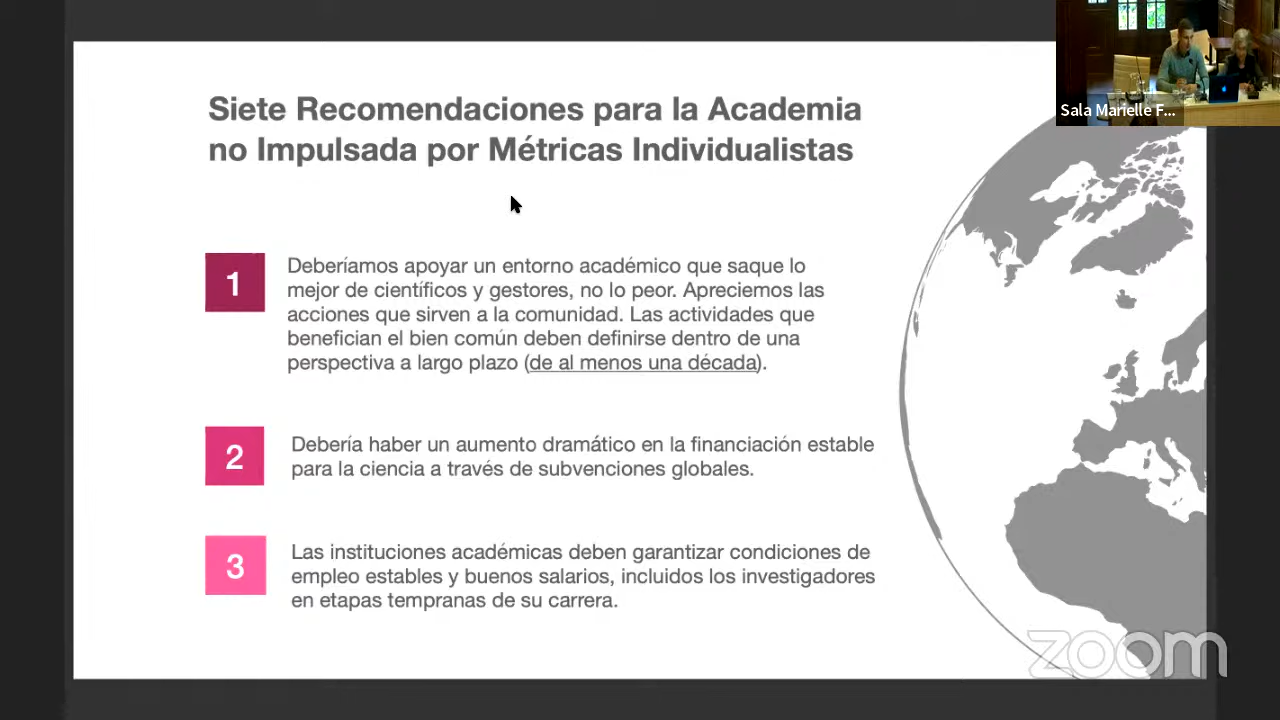 Siete Recomendaciones para la Academia
no Impulsada por Métricas Individualistas
Sala Marielle F...
1
Deberíamos apoyar un entorno académico que saque lo
mejor de científicos y gestores, no lo peor. Apreciemos las
acciones que sirven a la comunidad. Las actividades que
benefician el bien común deben definirse dentro de una
perspectiva a largo plazo (de al menos una década).
2
Debería haber un aumento dramático en la financiación estable
para la ciencia a través de subvenciones globales.
3
Las instituciones académicas deben garantizar condiciones de
empleo estables y buenos salarios, incluidos los investigadores
en etapas tempranas de su carrera.
zoom